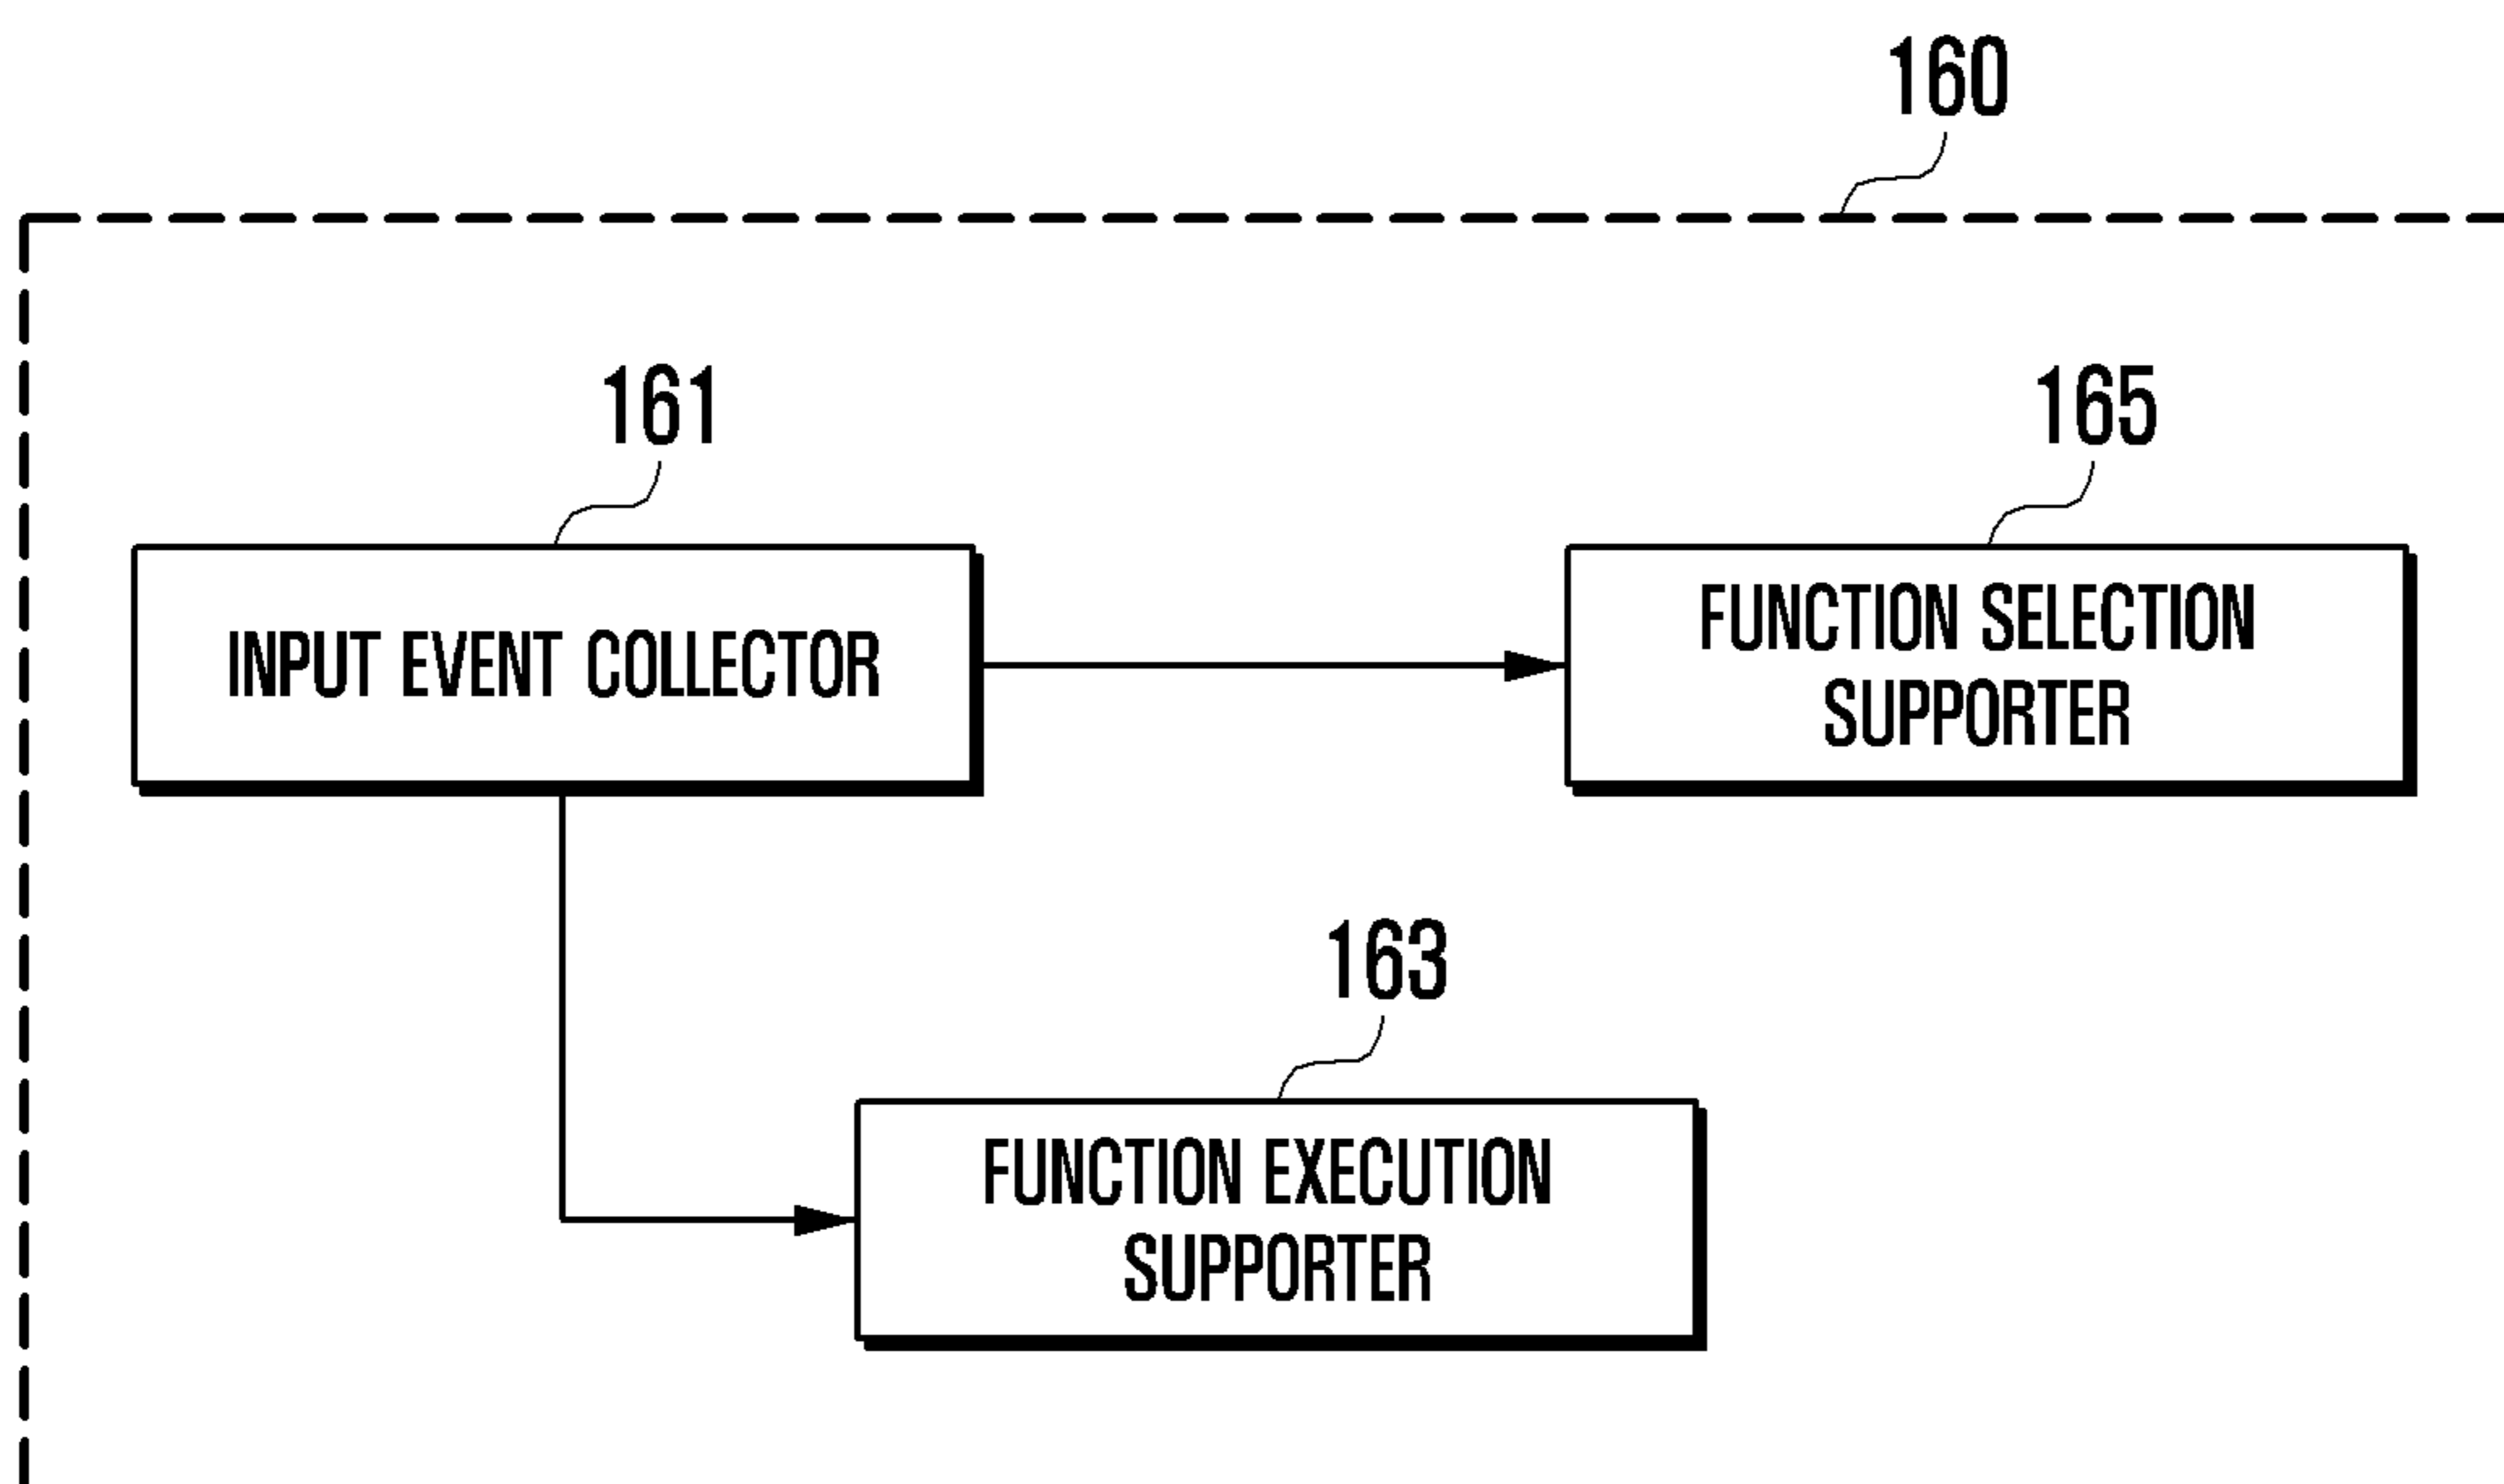 160
161
165
INPUT EVENT COLLECTOR
FUNCTION SELECTION
SUPPORTER
163
FUNCTION EXECUTION
SUPPORTER